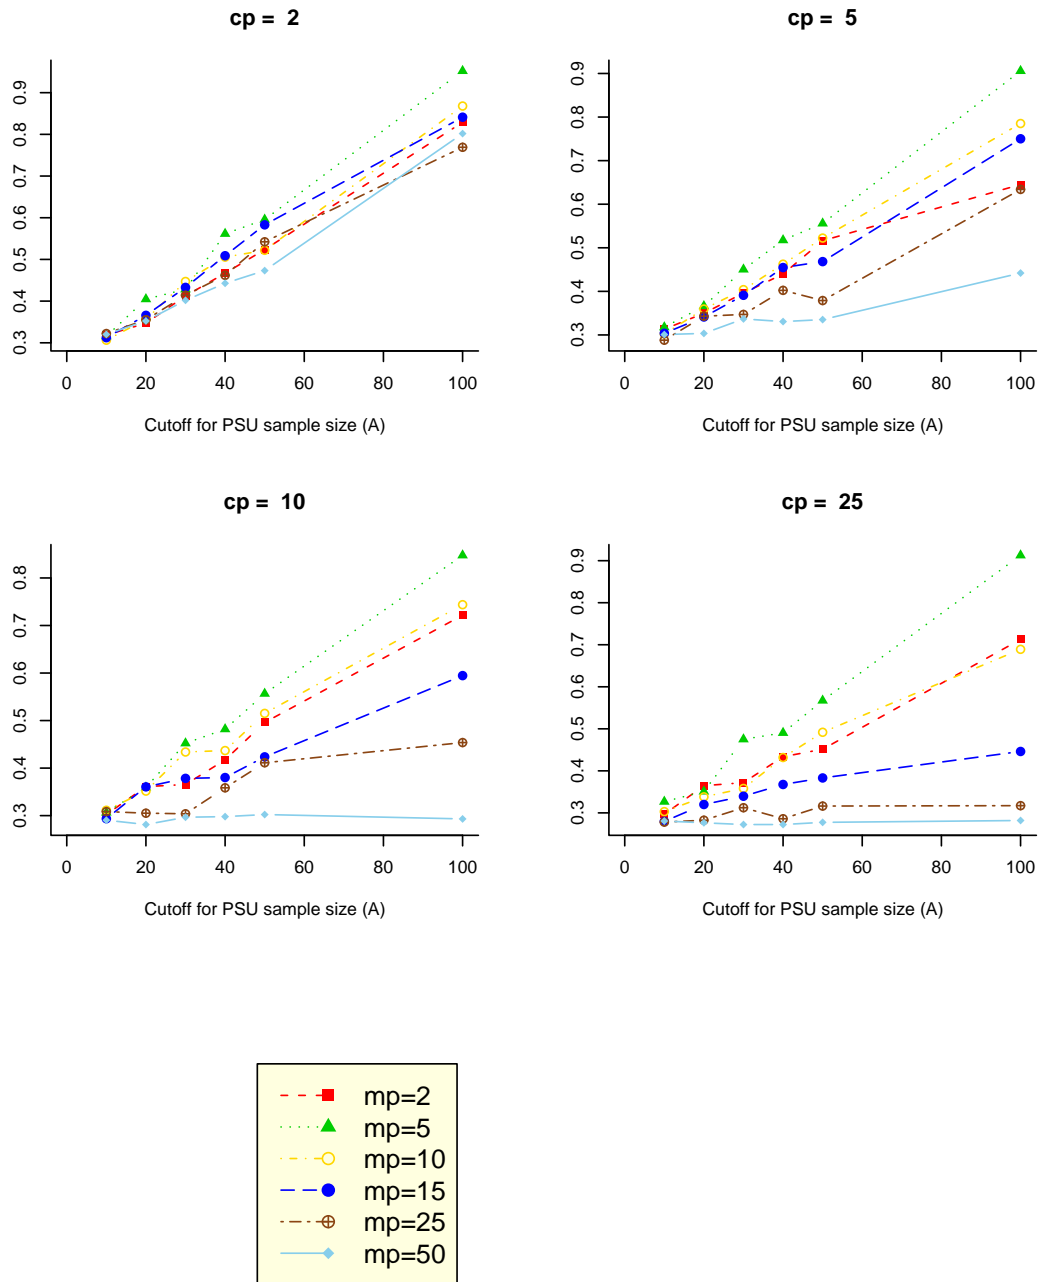 cp = 2
0.3 0.4 0.5 0.6 0.7 0.8 0.9
0 20 40 60 80 100
Cutoff for PSU sample size (A)
cp = 5
0.3 0.4 0.5 0.6 0.7 0.8 0.9
0 20 40 60 80 100
Cutoff for PSU sample size (A)
cp = 10
0.3 0.4 0.5 0.6 0.7 0.8
0 20 40 60 80 100
Cutoff for PSU sample size (A)
cp = 25
0.3 0.4 0.5 0.6 0.7 0.8 0.9
0 20 40 60 80 100
Cutoff for PSU sample size (A)
mp=2
mp=5
mp=10
mp=15
mp=25
mp=50